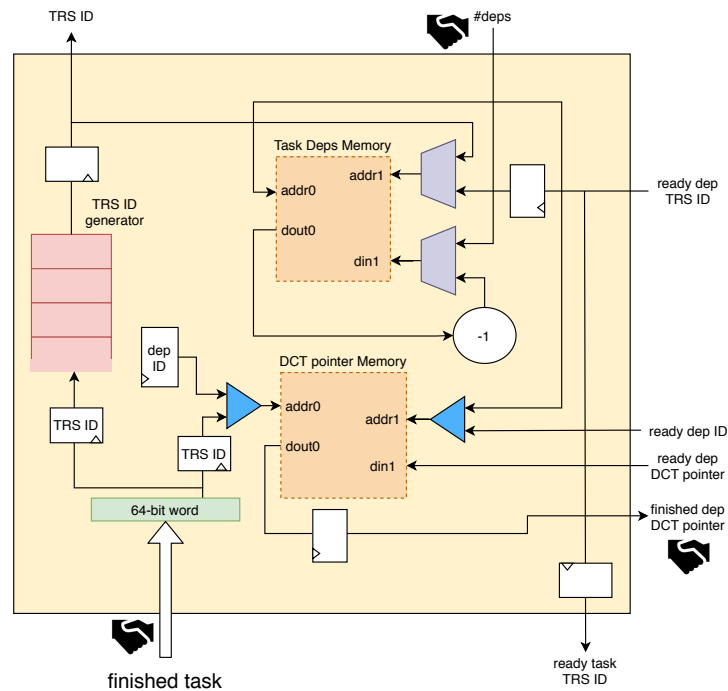 TRS ID
#deps
Task Deps Memory
addr1
addr0
dout0
din1
ready dep
TRS ID
TRS ID
generator
-1
dep
ID
DCT pointer Memory
addr0
addr1
dout0
din1
ready dep ID
ready dep
DCT pointer
TRS ID
TRS ID
64-bit word
finished dep
DCT pointer
finished task
ready task
TRS ID